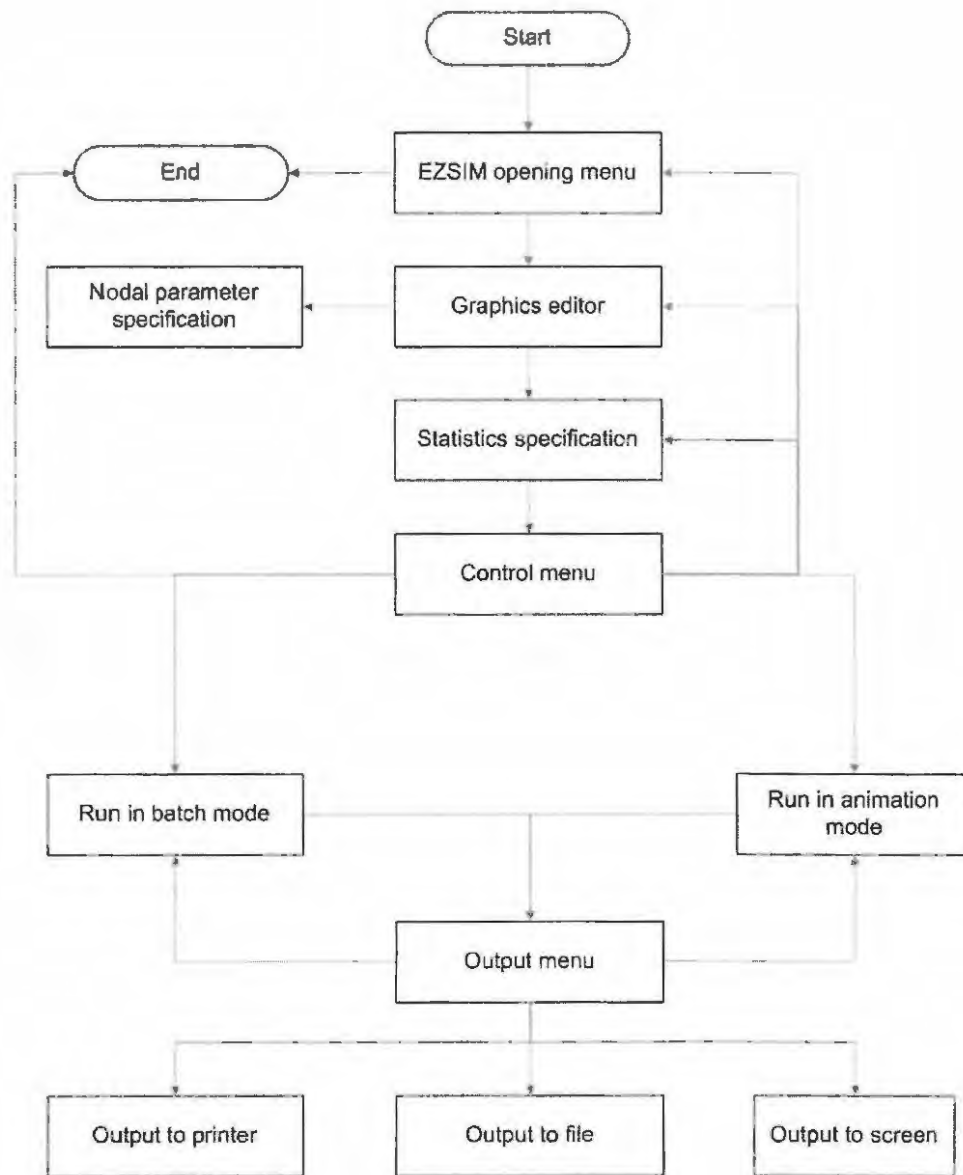 Start
End
EZSIM opening menu
Nodal parameter
specification
Graphics editor
Statistics specification
Control menu
Run in batch mode
Run in animation
mode
Output menu
Output to printer
Output to file
Output to screen